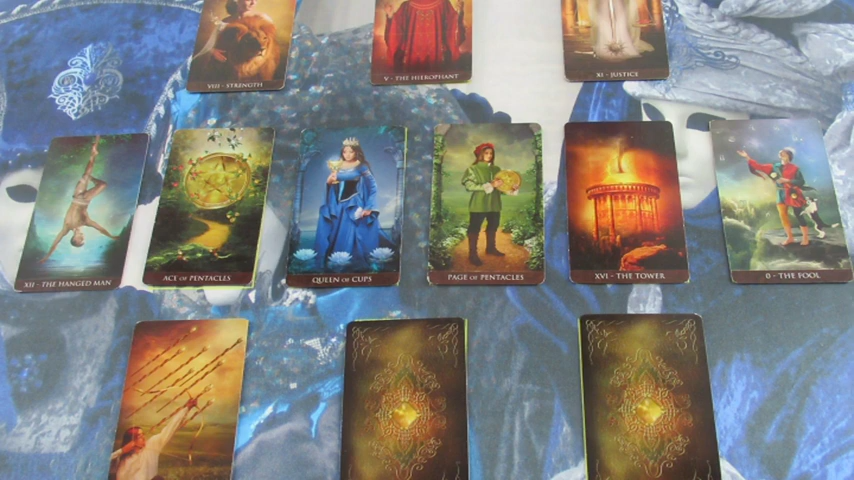 VIII - STRENGTH
V - THE HIEROPHANT
XI - JUSTICE
XII - THE HANGED MAN
ACE OF PENTACLES
QUEEN OF CUPS
PAGE OF PENTACLES
XVI - THE TOWER
0 - THE FOOL